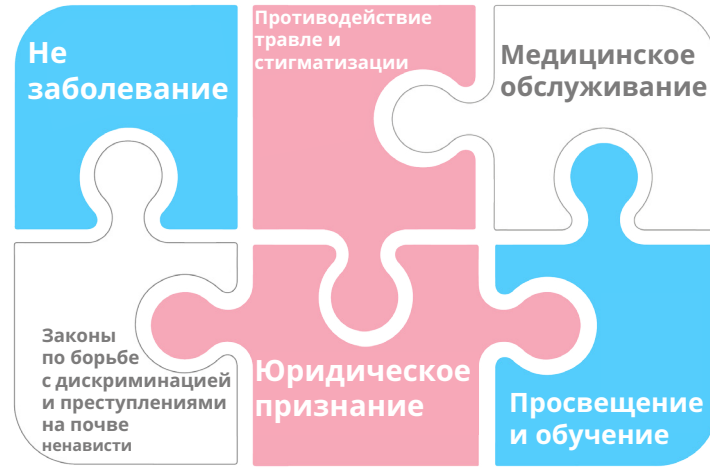 Не
заболевание
Противодействие
травле и
стигматизации
Медицинское
обслуживание
Законы
по борьбе
с дискриминацией
и преступлениями
на почве
ненависти
Юридическое
признание
Просвещение
и обучение